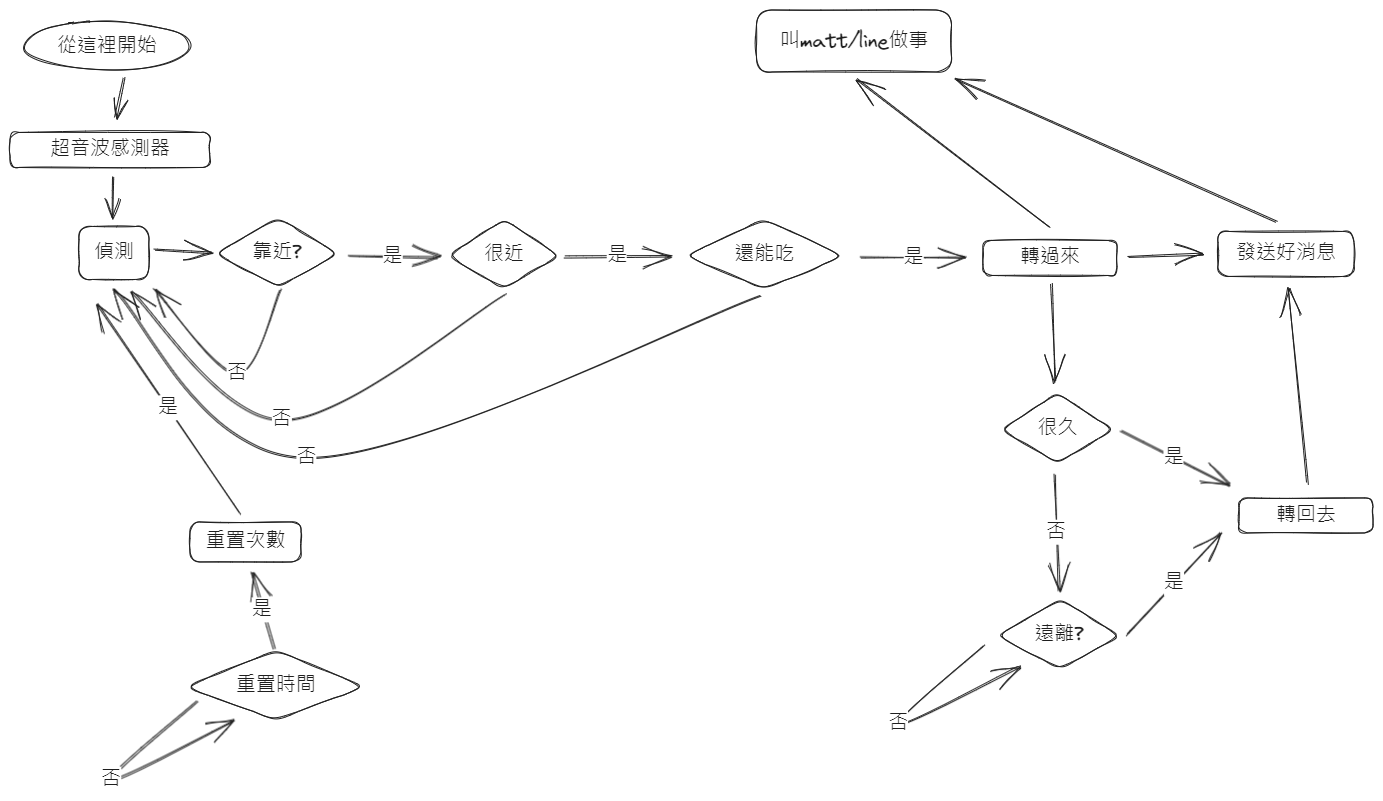 從這裡開始
叫matt/line做事
超音波感測器
偵測
靠近?
是
很近
是
還能吃
是
轉過來
發送好消息
否
是
否
否
很久
是
否
轉回去
重置次數
是
是
遠離?
重置時間
否
否